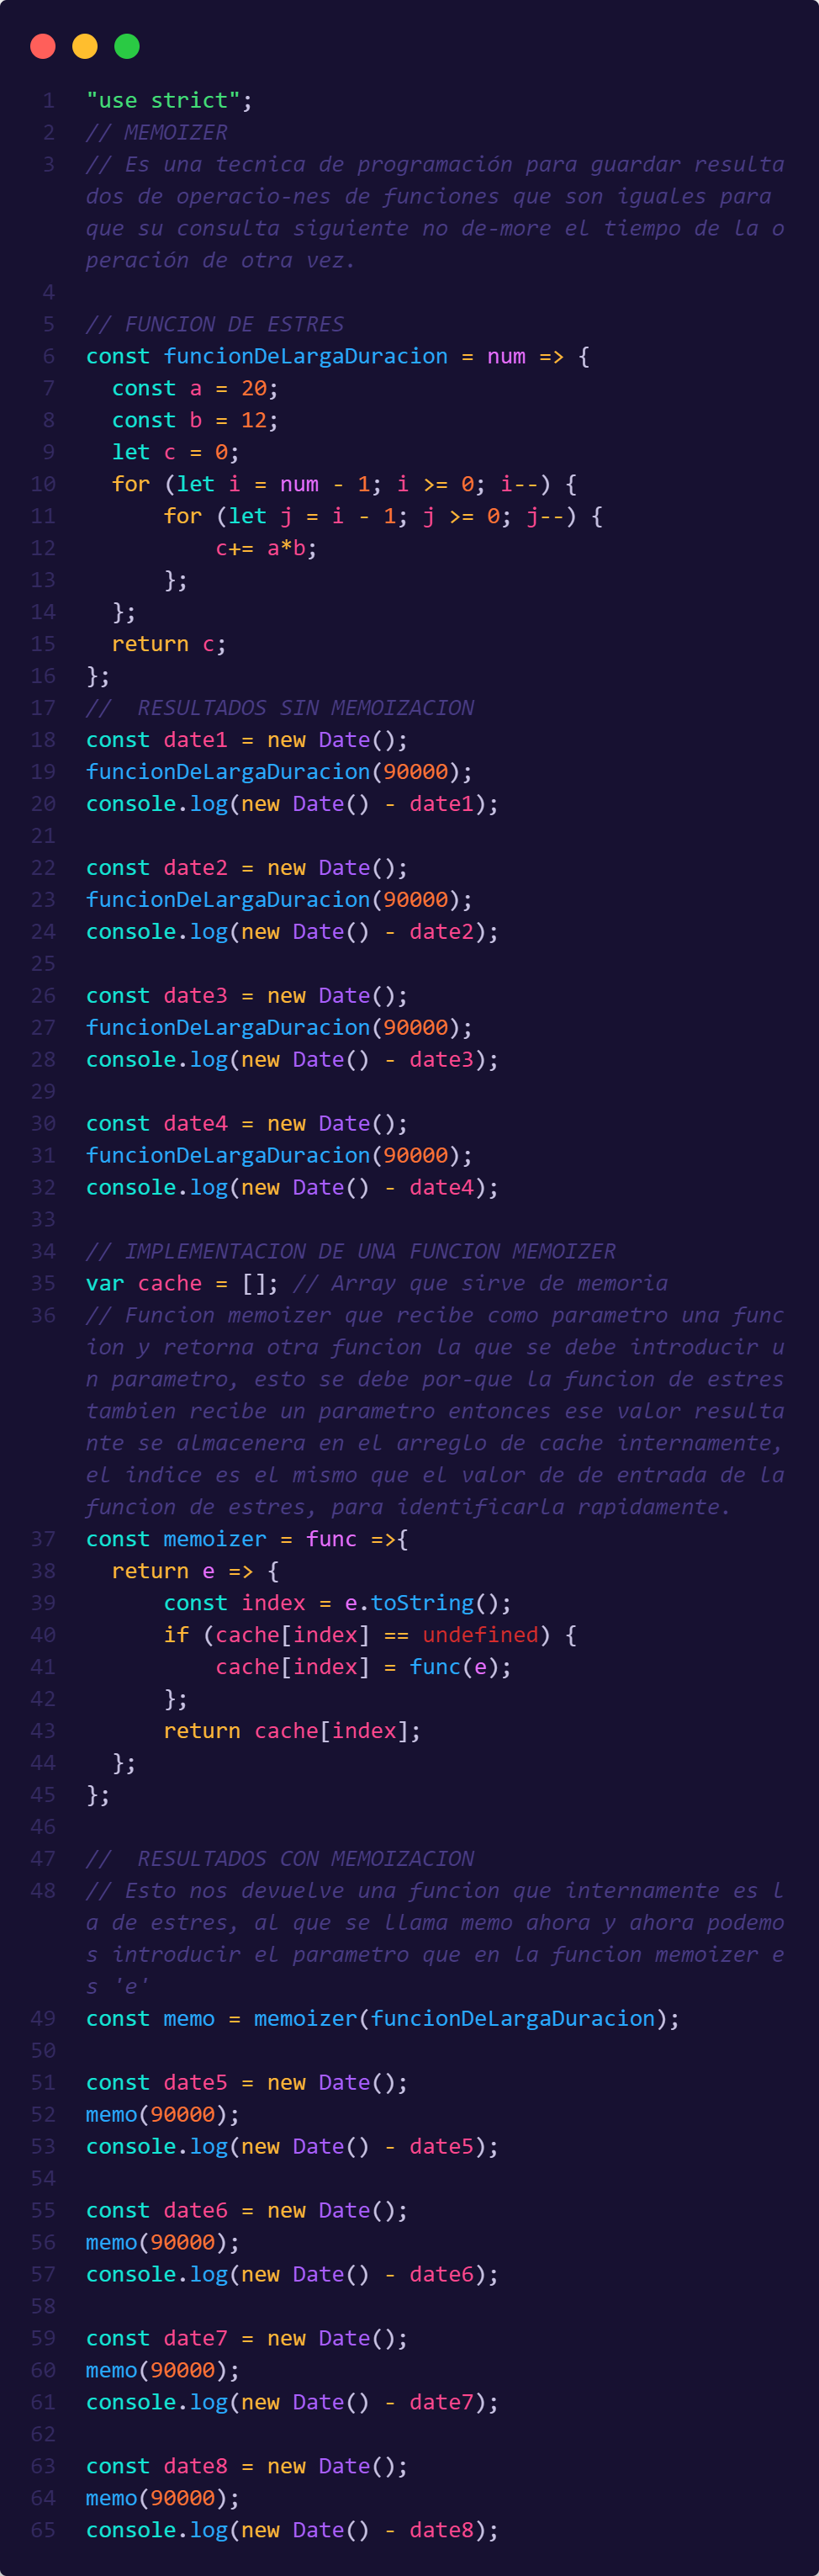 1 "use strict";
2 // MEMOIZER
3 // Es una tecnica de programación para guardar resulta
dos de operacio-nes de funciones que son iguales para
que su consulta siguiente no de-more el tiempo de la o
peración de otra vez.
4
5 // FUNCION DE ESTRES
6 const funcionDeLargaDuracion = num => {
7   const a = 20;
8   const b = 12;
9   let c = 0;
10   for (let i = num - 1; i >= 0; i--) {
11       for (let j = i - 1; j >= 0; j--) {
12           c+= a*b;
13       };
14   };
15   return c;
16 };
17 //  RESULTADOS SIN MEMOIZACION
18 const date1 = new Date();
19 funcionDeLargaDuracion(90000);
20 console.log(new Date() - date1);
21
22 const date2 = new Date();
23 funcionDeLargaDuracion(90000);
24 console.log(new Date() - date2);
25
26 const date3 = new Date();
27 funcionDeLargaDuracion(90000);
28 console.log(new Date() - date3);
29
30 const date4 = new Date();
31 funcionDeLargaDuracion(90000);
32 console.log(new Date() - date4);
33
34 // IMPLEMENTACION DE UNA FUNCION MEMOIZER
35 var cache = []; // Array que sirve de memoria
36 // Funcion memoizer que recibe como parametro una func
ion y retorna otra funcion la que se debe introducir u
n parametro, esto se debe por-que la funcion de estres
tambien recibe un parametro entonces ese valor resulta
nte se almacenera en el arreglo de cache internamente,
el indice es el mismo que el valor de de entrada de la
funcion de estres, para identificarla rapidamente.
37 const memoizer = func =>{
38   return e => {
39       const index = e.toString();
40       if (cache[index] == undefined) {
41           cache[index] = func(e);
42       };
43       return cache[index];
44   };
45 };
46
47 //  RESULTADOS CON MEMOIZACION
48 // Esto nos devuelve una funcion que internamente es l
a de estres, al que se llama memo ahora y ahora podemo
s introducir el parametro que en la funcion memoizer e
s 'e'
49 const memo = memoizer(funcionDeLargaDuracion);
50
51 const date5 = new Date();
52 memo(90000);
53 console.log(new Date() - date5);
54
55 const date6 = new Date();
56 memo(90000);
57 console.log(new Date() - date6);
58
59 const date7 = new Date();
60 memo(90000);
61 console.log(new Date() - date7);
62
63 const date8 = new Date();
64 memo(90000);
65 console.log(new Date() - date8);